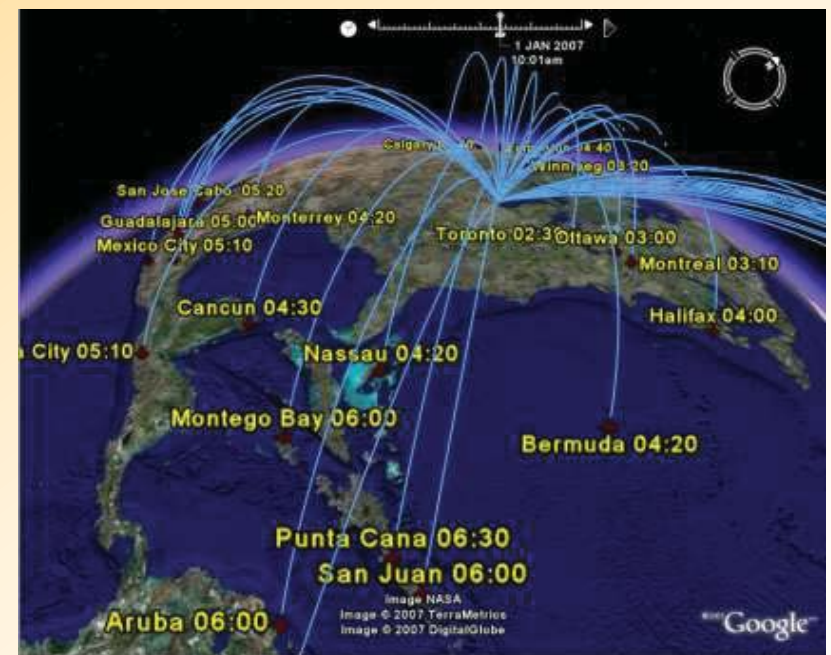 1 JAN 2007
10:01am
Calgary
04:40
Winnipeg 03:20
San Jose Cabo 05:20
Guadalajara 05:00
Monterrey 04:20
Toronto 02:30
Ottawa 03:00
Mexico City 05:10
Montreal 03:10
Cancun 04:30
Halifax 04:00
City 05:10
Nassau 04:20
Montego Bay 06:00
Bermuda 04:20
Punta Cana 06:30
San Juan 06:00
Image NASA
Image © 2007 TerraMetrics
Image © 2007 DigitalGlobe
Aruba 06:00
Google